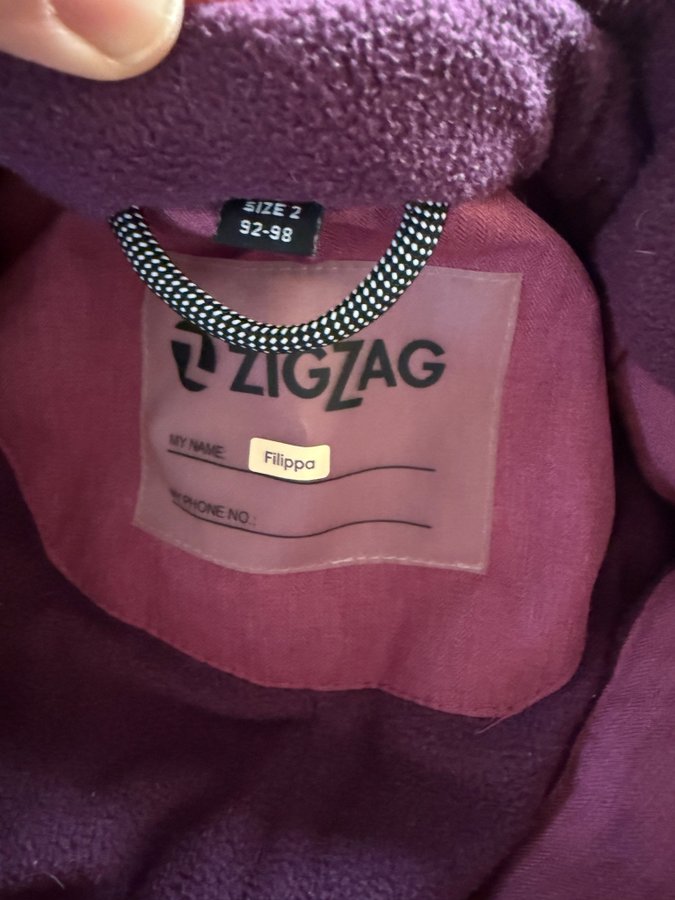 SIZE 2
92-98
ZIGZAG
MY NAME: Filippa
MY PHONE NO.: